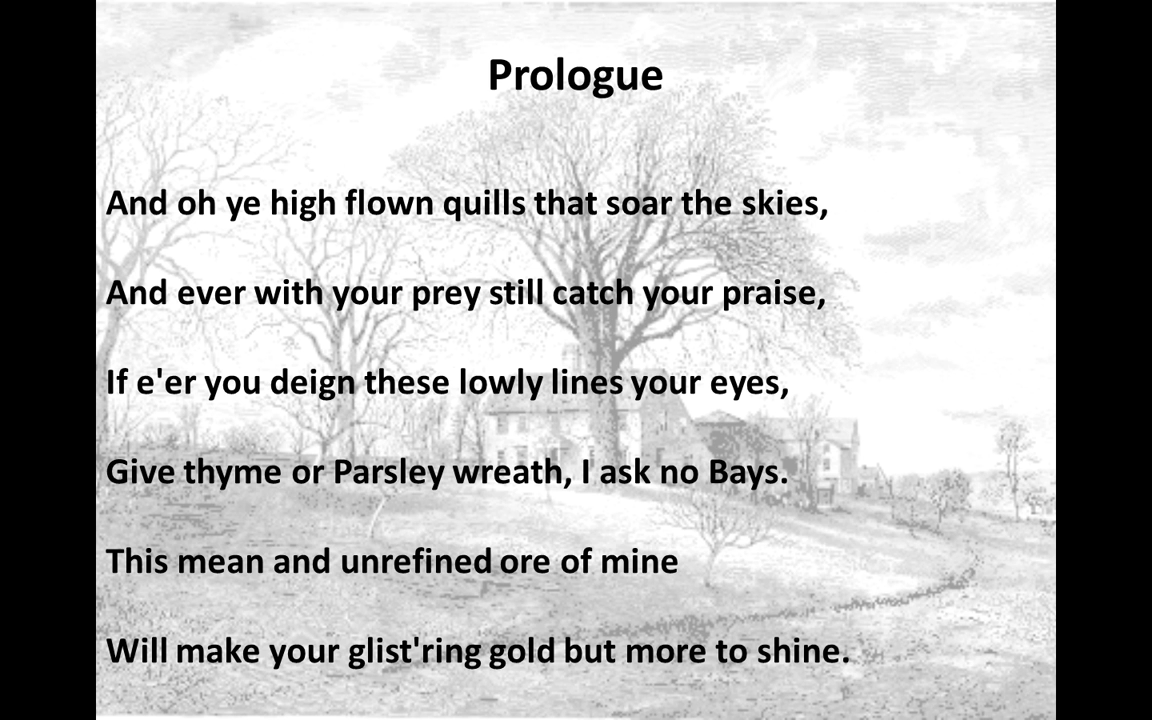 Prologue
And oh ye high flown quills that soar the skies,
And ever with your prey still catch your praise,
If e'er you deign these lowly lines your eyes,
Give thyme or Parsley wreath, I ask no Bays.
This mean and unrefined ore of mine
Will make your glist'ring gold but more to shine.